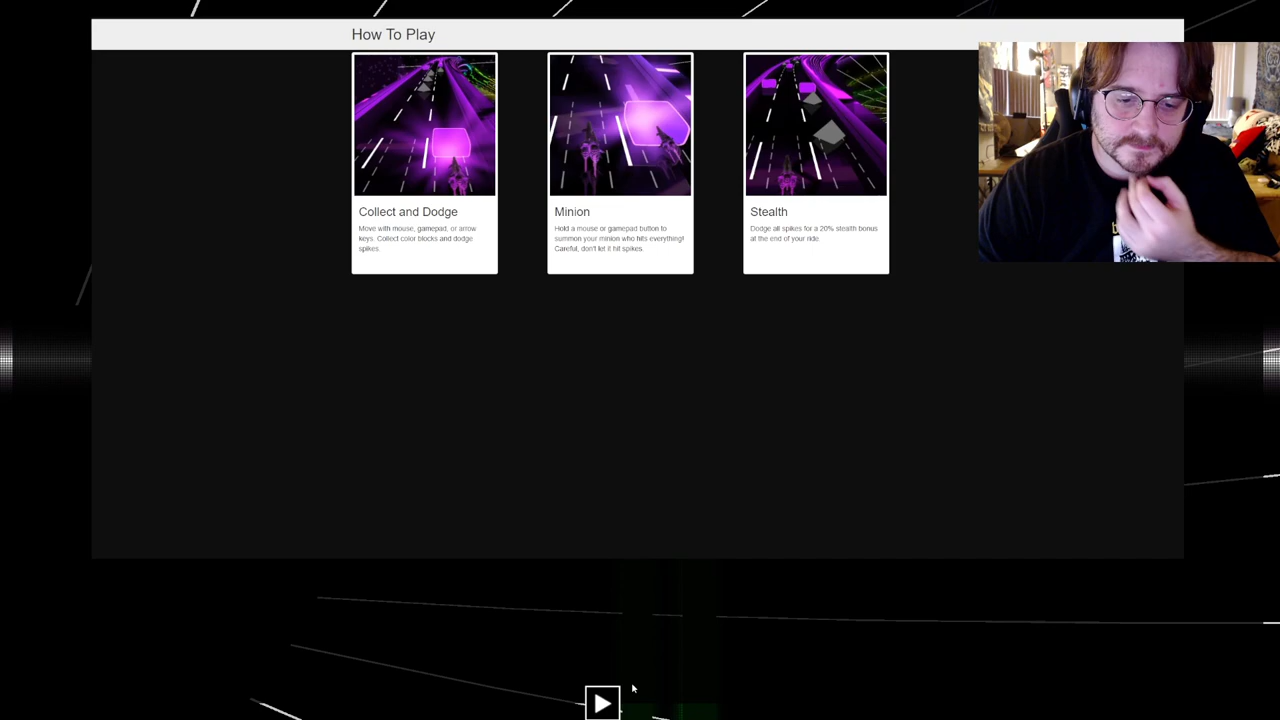 How To Play
Collect and Dodge
Move with mouse, gamepad, or arrow
keys. Collect color blocks and dodge
spikes.
Minion
Hold a mouse or gamepad button to
summon your minion who hits everything!
Careful, don't let it hit spikes.
Stealth
Dodge all spikes for a 20% stealth bonus
at the end of your ride.